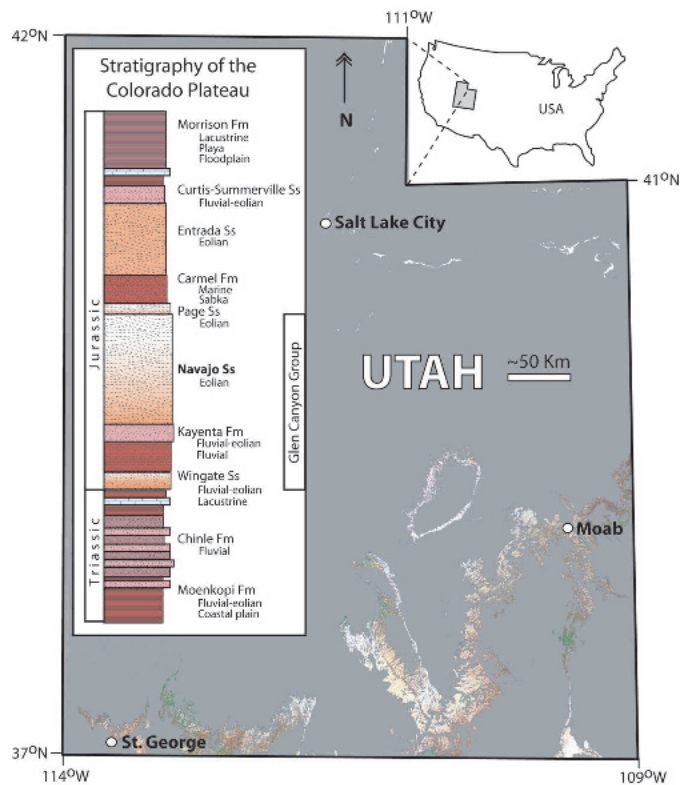 111°W
42°N
Stratigraphy of the
Colorado Plateau
N
USA
41°N
Morrison Fm
Lacustrine
Playa
Floodplain
Curtis-Summerville Ss
Fluvial-eolian
Salt Lake City
Entrada Ss
Eolian
Carmel Fm
Marine
Sabka
Page Ss
Eolian
Jurassic
UTAH
~50 Km
Navajo Ss
Eolian
Glen Canyon Group
Kayenta Fm
Fluvial-eolian
Fluvial
Wingate Ss
Fluvial-eolian
Lacustrine
Triassic
Chinle Fm
Fluvial
Moab
Moenkopi Fm
Fluvial-eolian
Coastal plain
St. George
37°N
114°W
109°W